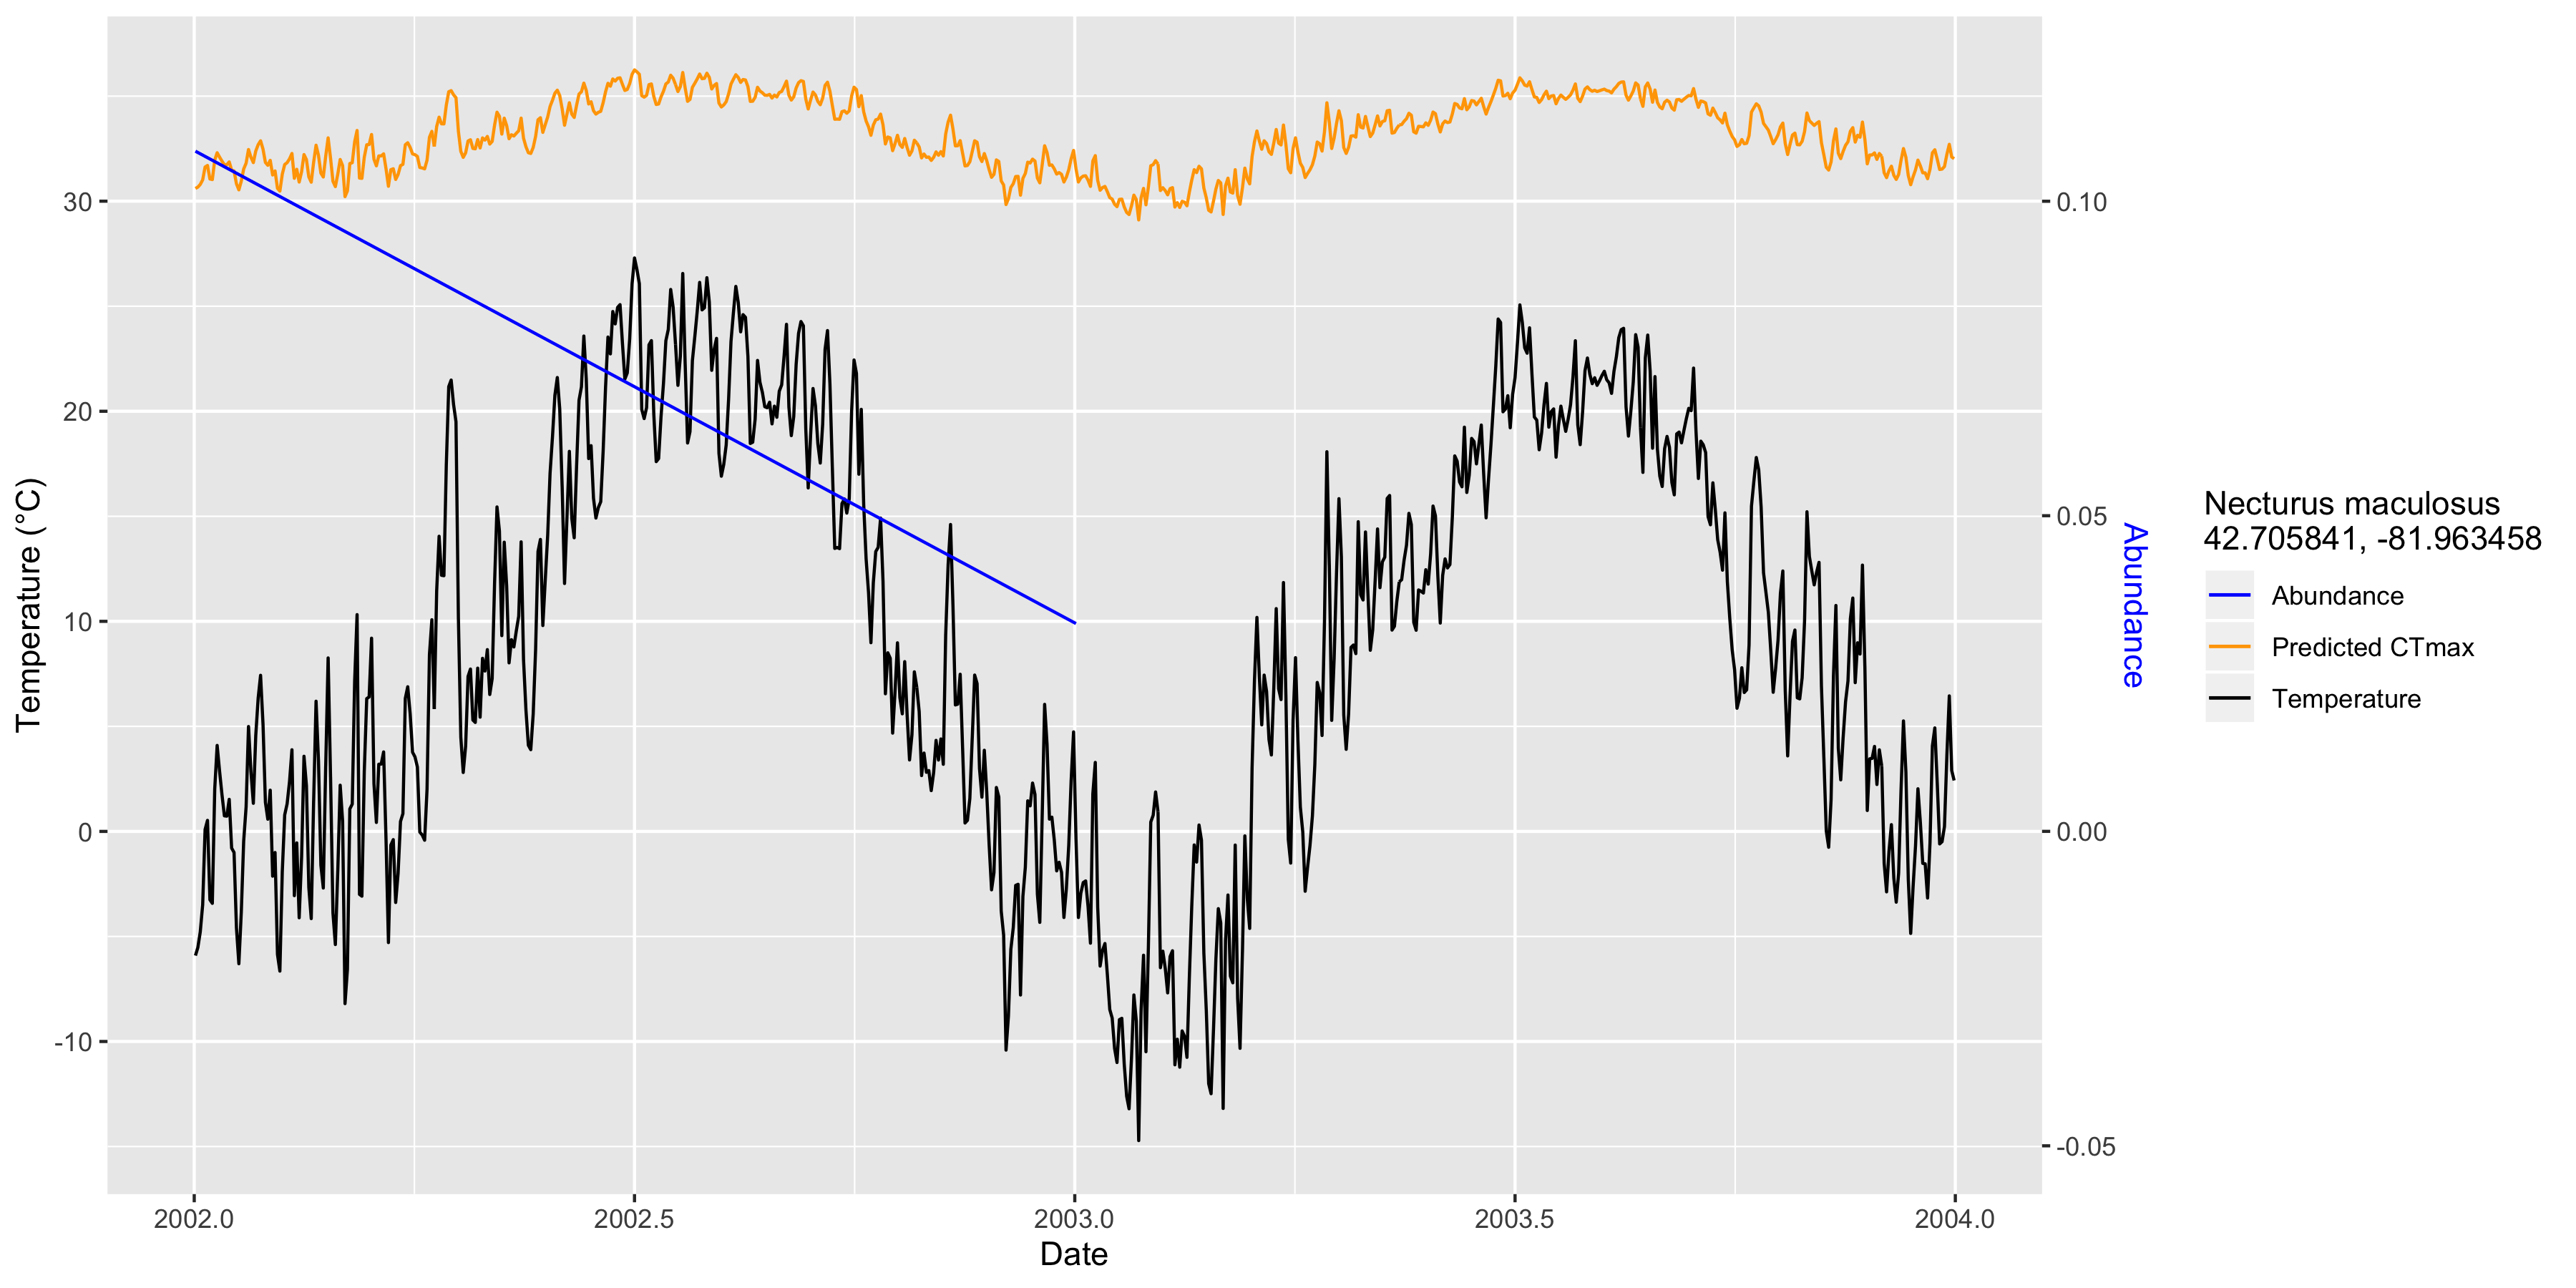 30
20
10
0
-10
Temperature (°C)
0.10
0.05
0.00
-0.05
Abundance
2002.0
2002.5
2003.0
2003.5
2004.0
Date
Necturus maculosus
42.705841, -81.963458
Abundance
Predicted CTmax
Temperature